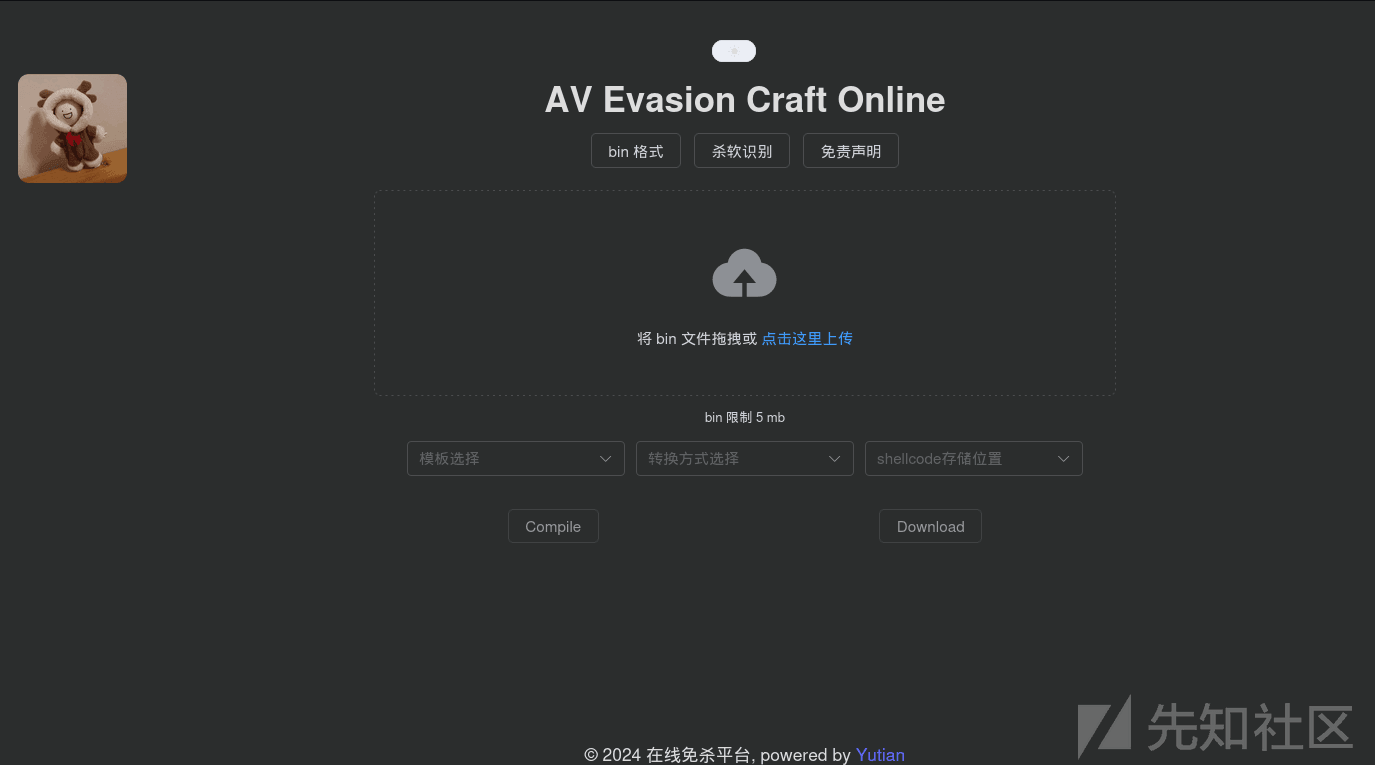 AV Evasion Craft Online
bin 格式 杀软识别 免责声明
将 bin 文件拖拽或 点击这里上传
bin 限制 5 mb
模板选择 转换方式选择 shellcode存储位置
Compile Download
先知社区
© 2024 在线免杀平台, powered by Yutian